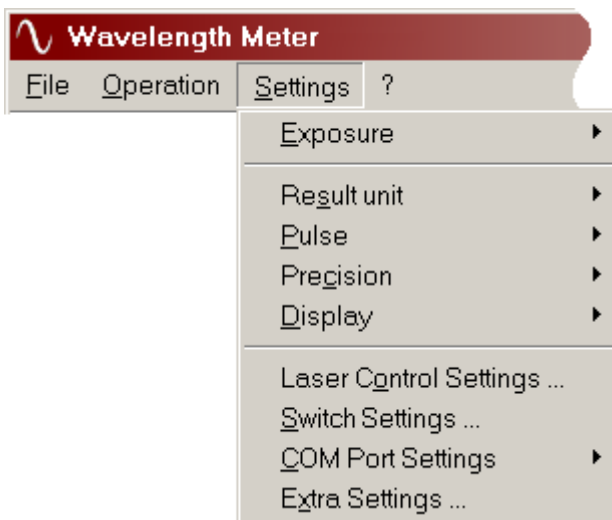 Wavelength Meter
File Operation Settings ?
Exposure
Result unit
Pulse
Precision
Display
Laser Control Settings ...
Switch Settings ...
COM Port Settings
Extra Settings ...